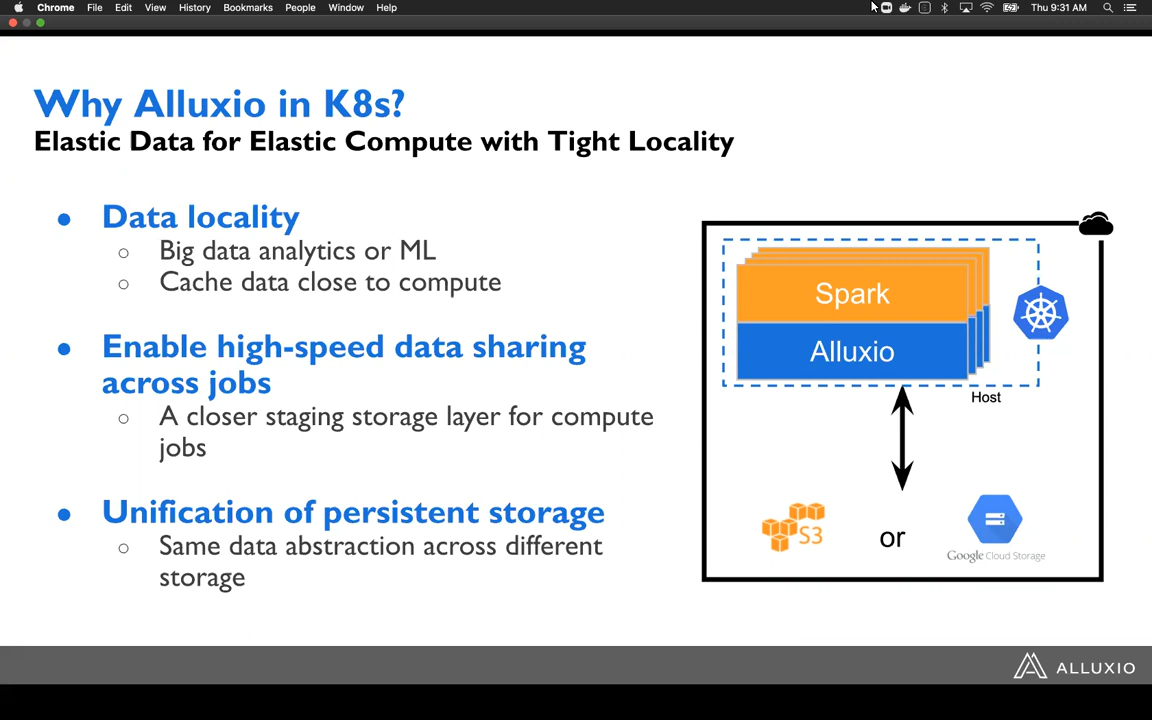 Chrome File Edit View History Bookmarks People Window Help Thu 9:31 AM
Why Alluxio in K8s?
Elastic Data for Elastic Compute with Tight Locality
● Data locality
○ Big data analytics or ML
○ Cache data close to compute
● Enable high-speed data sharing
across jobs
○ A closer staging storage layer for compute
jobs
● Unification of persistent storage
○ Same data abstraction across different
storage
Spark
Alluxio
Host
S3
or
Google Cloud Storage
ALLUXIO